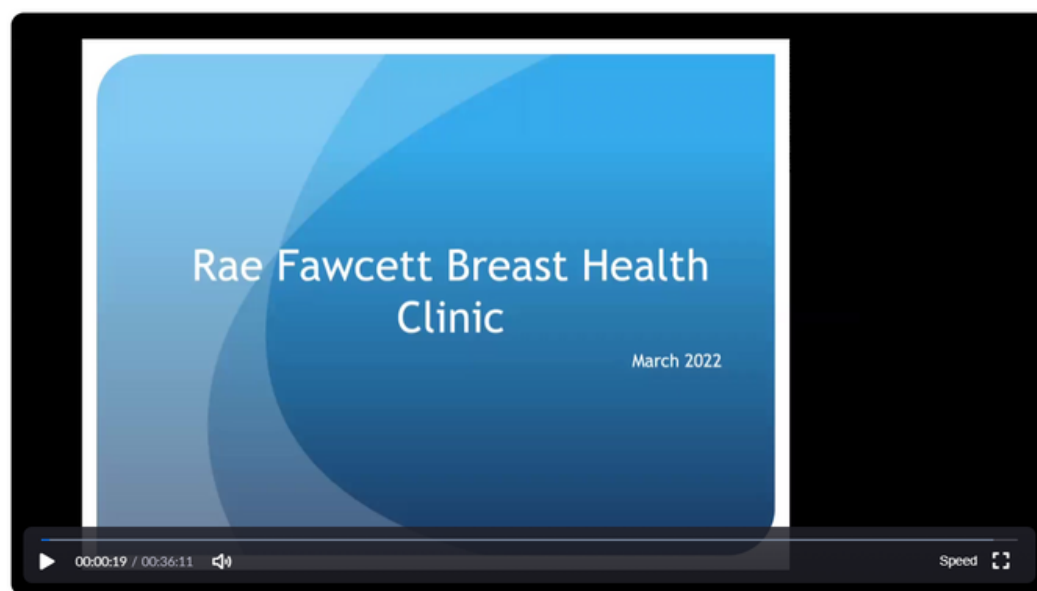 Rae Fawcett Breast Health
Clinic
March 2022
00:00:19 / 00:36:11
Speed